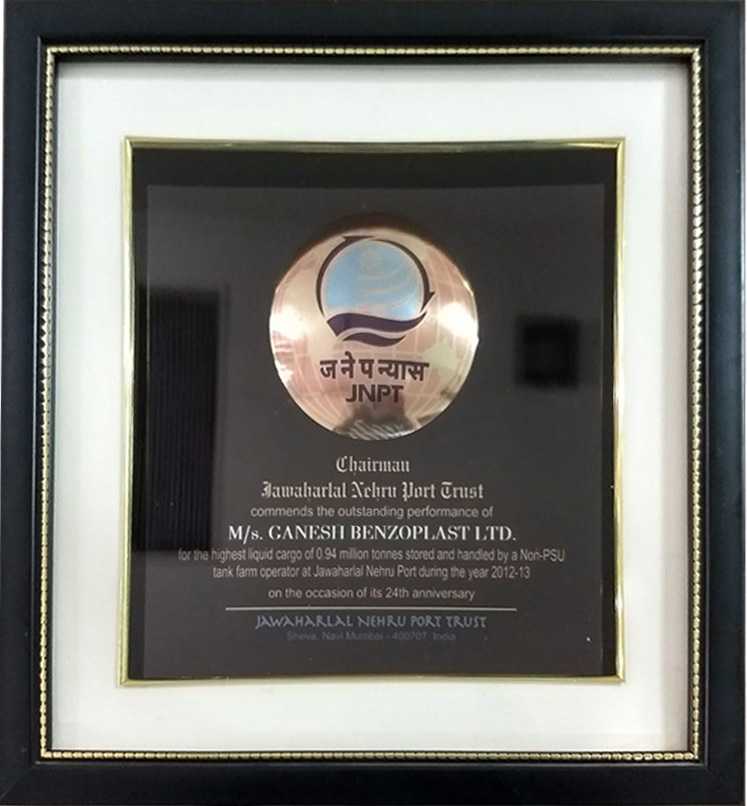 ज ने प न्यास
JNPT
Chairman
Jawaharlal Nehru Port Trust
commends the outstanding performance of
M/s. GANESH BENZOPLAST LTD.
for the highest liquid cargo of 0.94 million tonnes stored and handled by a Non-PSU
tank farm operator at Jawaharlal Nehru Port during the year 2012-13
on the occasion of its 24th anniversary
JAWAHARLAL NEHRU PORT TRUST
Sheva, Navi Mumbai - 400707 India